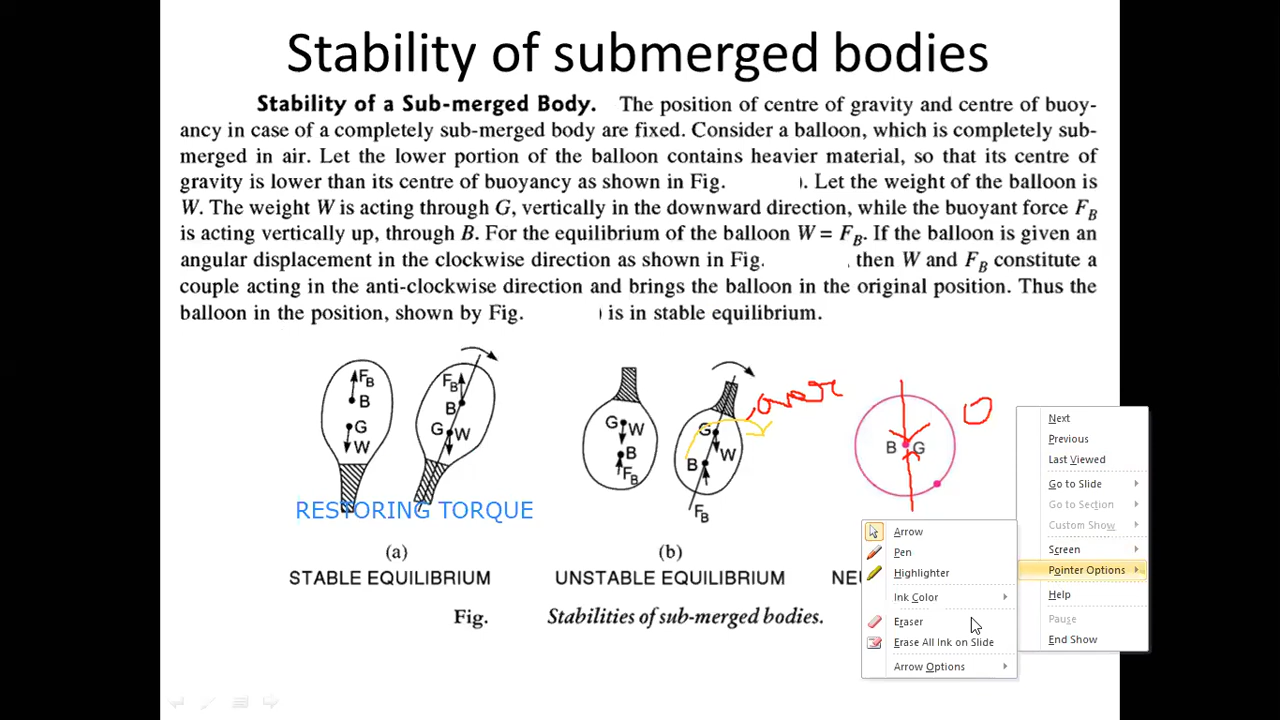 Stability of submerged bodies
Stability of a Sub-merged Body. The position of centre of gravity and centre of buoy-
ancy in case of a completely sub-merged body are fixed. Consider a balloon, which is completely sub-
merged in air. Let the lower portion of the balloon contains heavier material, so that its centre of
gravity is lower than its centre of buoyancy as shown in Fig. ). Let the weight of the balloon is
W. The weight W is acting through G, vertically in the downward direction, while the buoyant force FB
is acting vertically up, through B. For the equilibrium of the balloon W = FB. If the balloon is given an
angular displacement in the clockwise direction as shown in Fig. , then W and FB constitute a
couple acting in the anti-clockwise direction and brings the balloon in the original position. Thus the
balloon in the position, shown by Fig. ) is in stable equilibrium.
FB
B
G
W
FB
B
G W
RESTORING TORQUE
(a)
STABLE EQUILIBRIUM
G W
B
FB
G
W
B
FB
over
(b)
UNSTABLE EQUILIBRIUM
B G
O
NEU
Fig. Stabilities of sub-merged bodies.
Arrow
Pen
Highlighter
Ink Color
Eraser
Erase All Ink on Slide
Arrow Options
Next
Previous
Last Viewed
Go to Slide
Go to Section
Custom Show
Screen
Pointer Options
Help
Pause
End Show